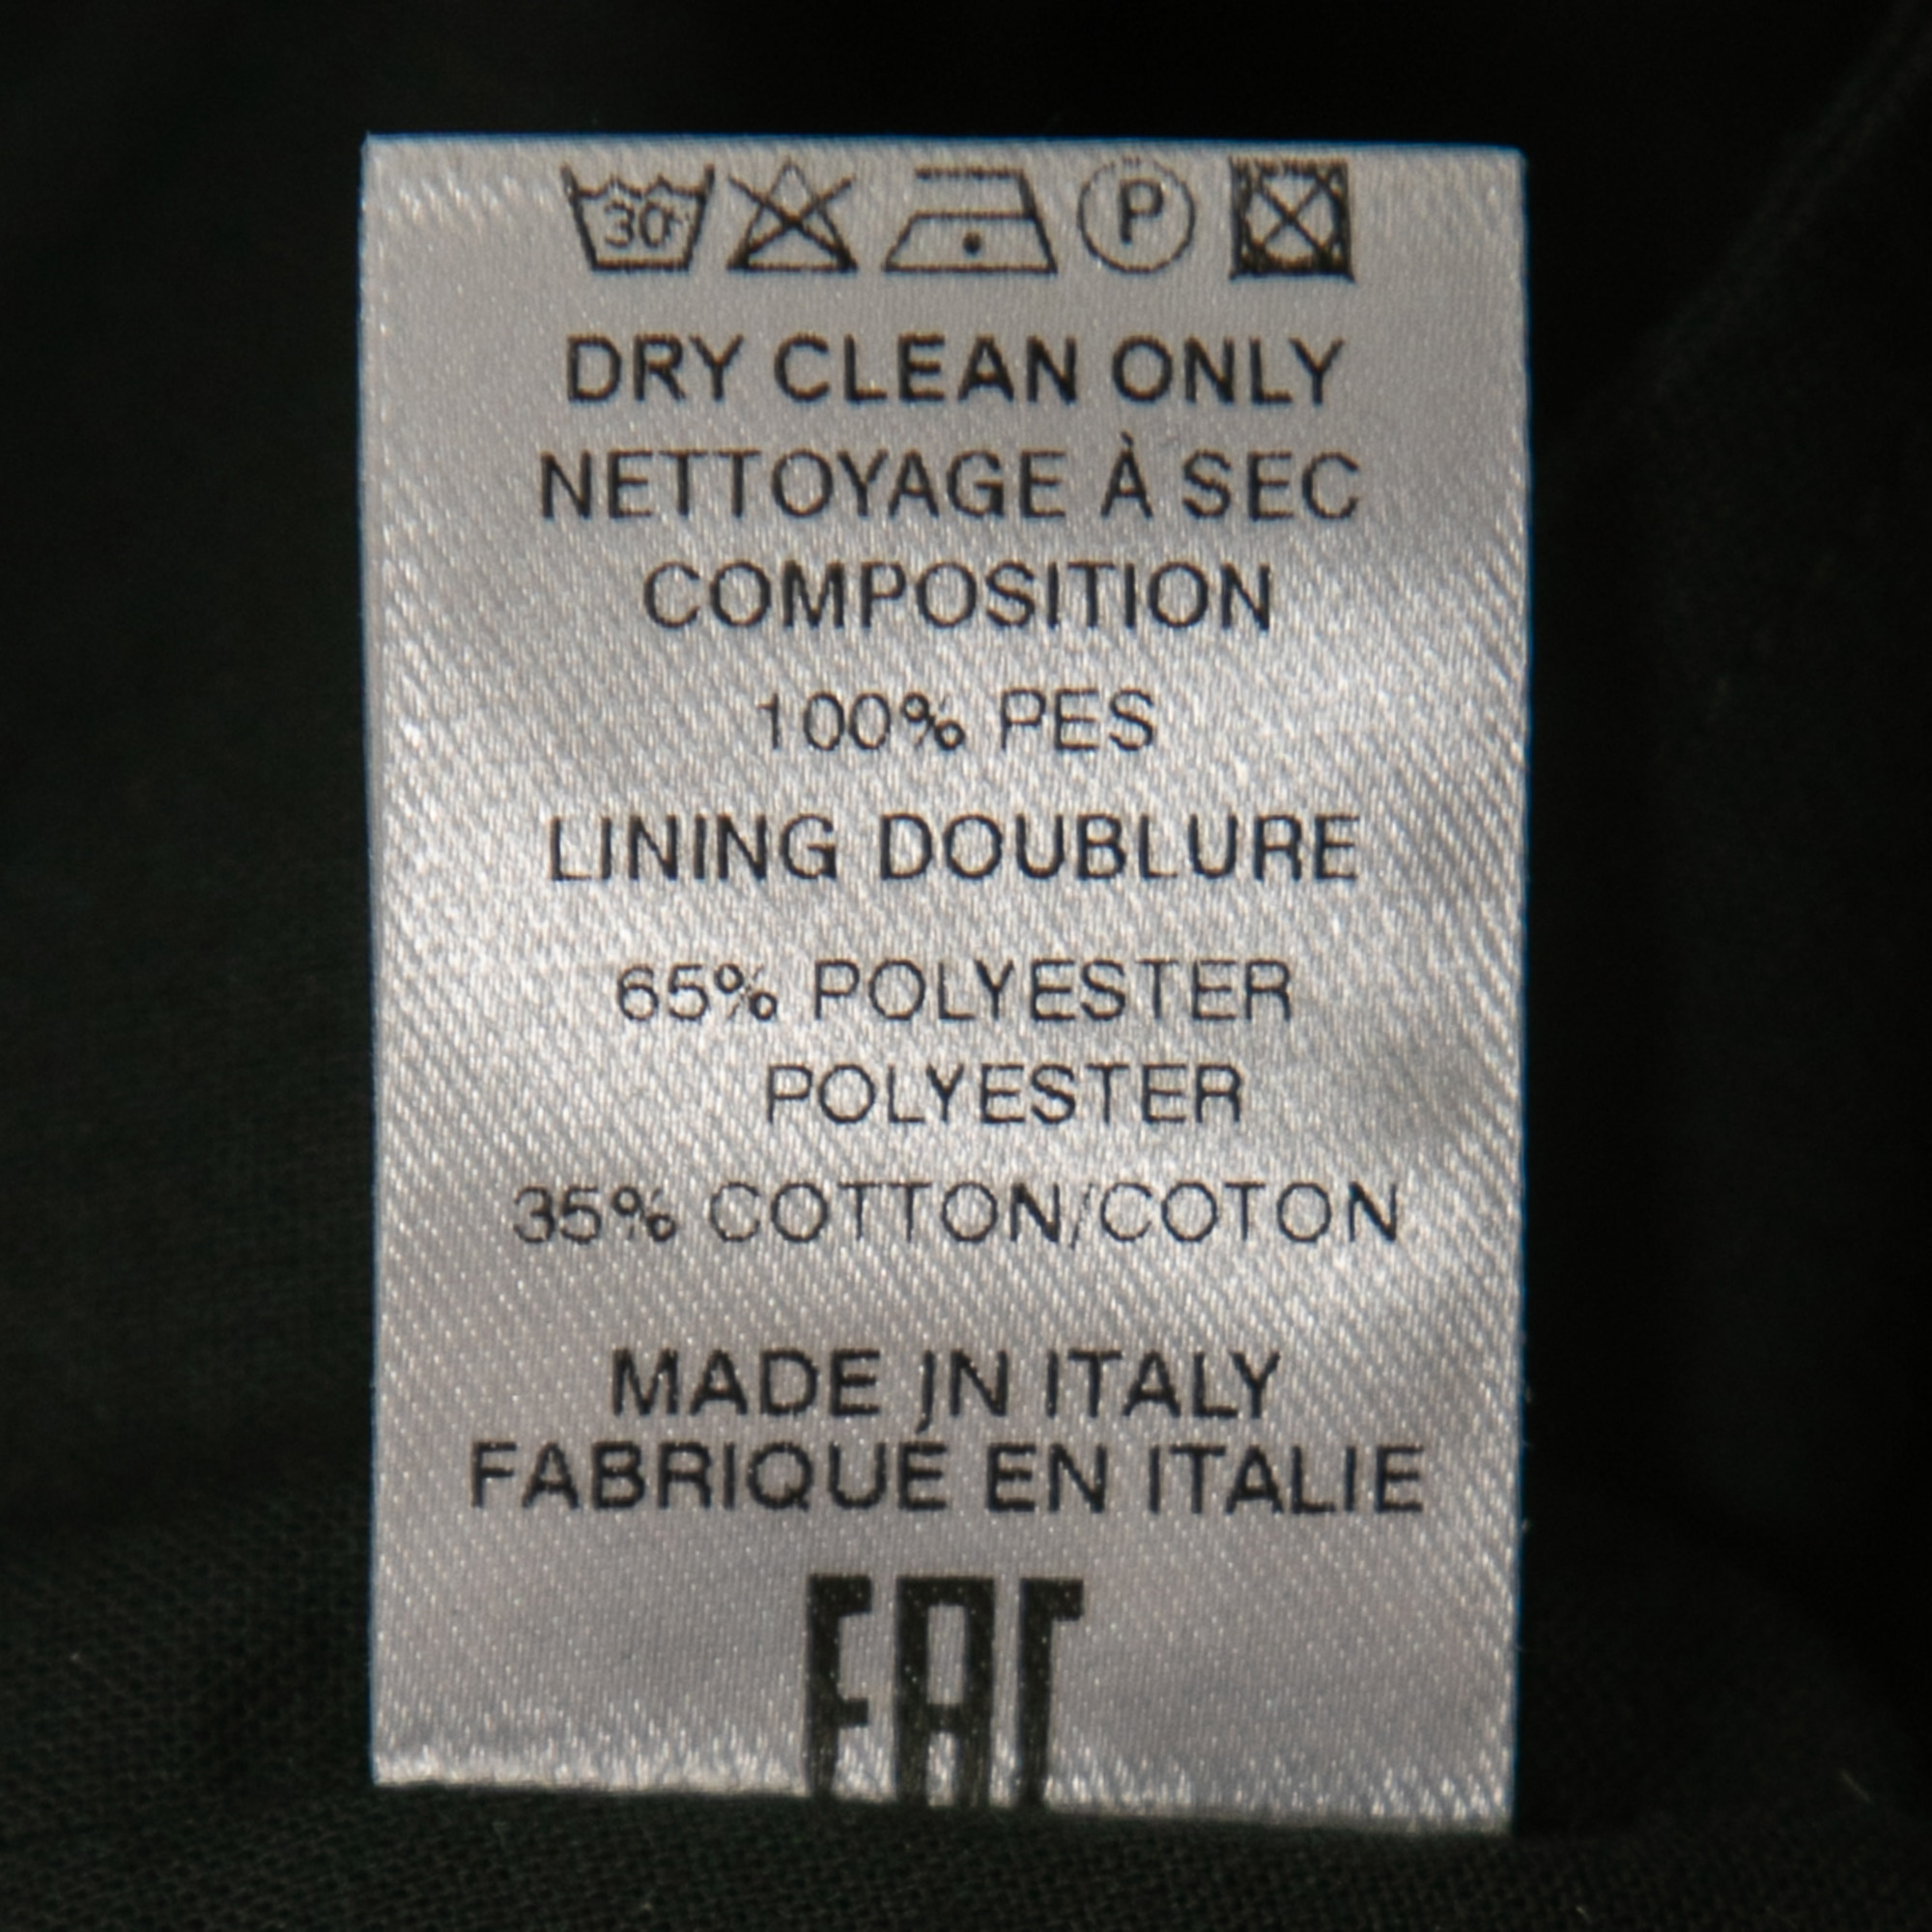 30°
P
DRY CLEAN ONLY
NETTOYAGE À SEC
COMPOSITION
100% PES
LINING DOUBLURE
65% POLYESTER
POLYESTER
35% COTTON/COTON
MADE IN ITALY
FABRIQUÉ EN ITALIE
EAC